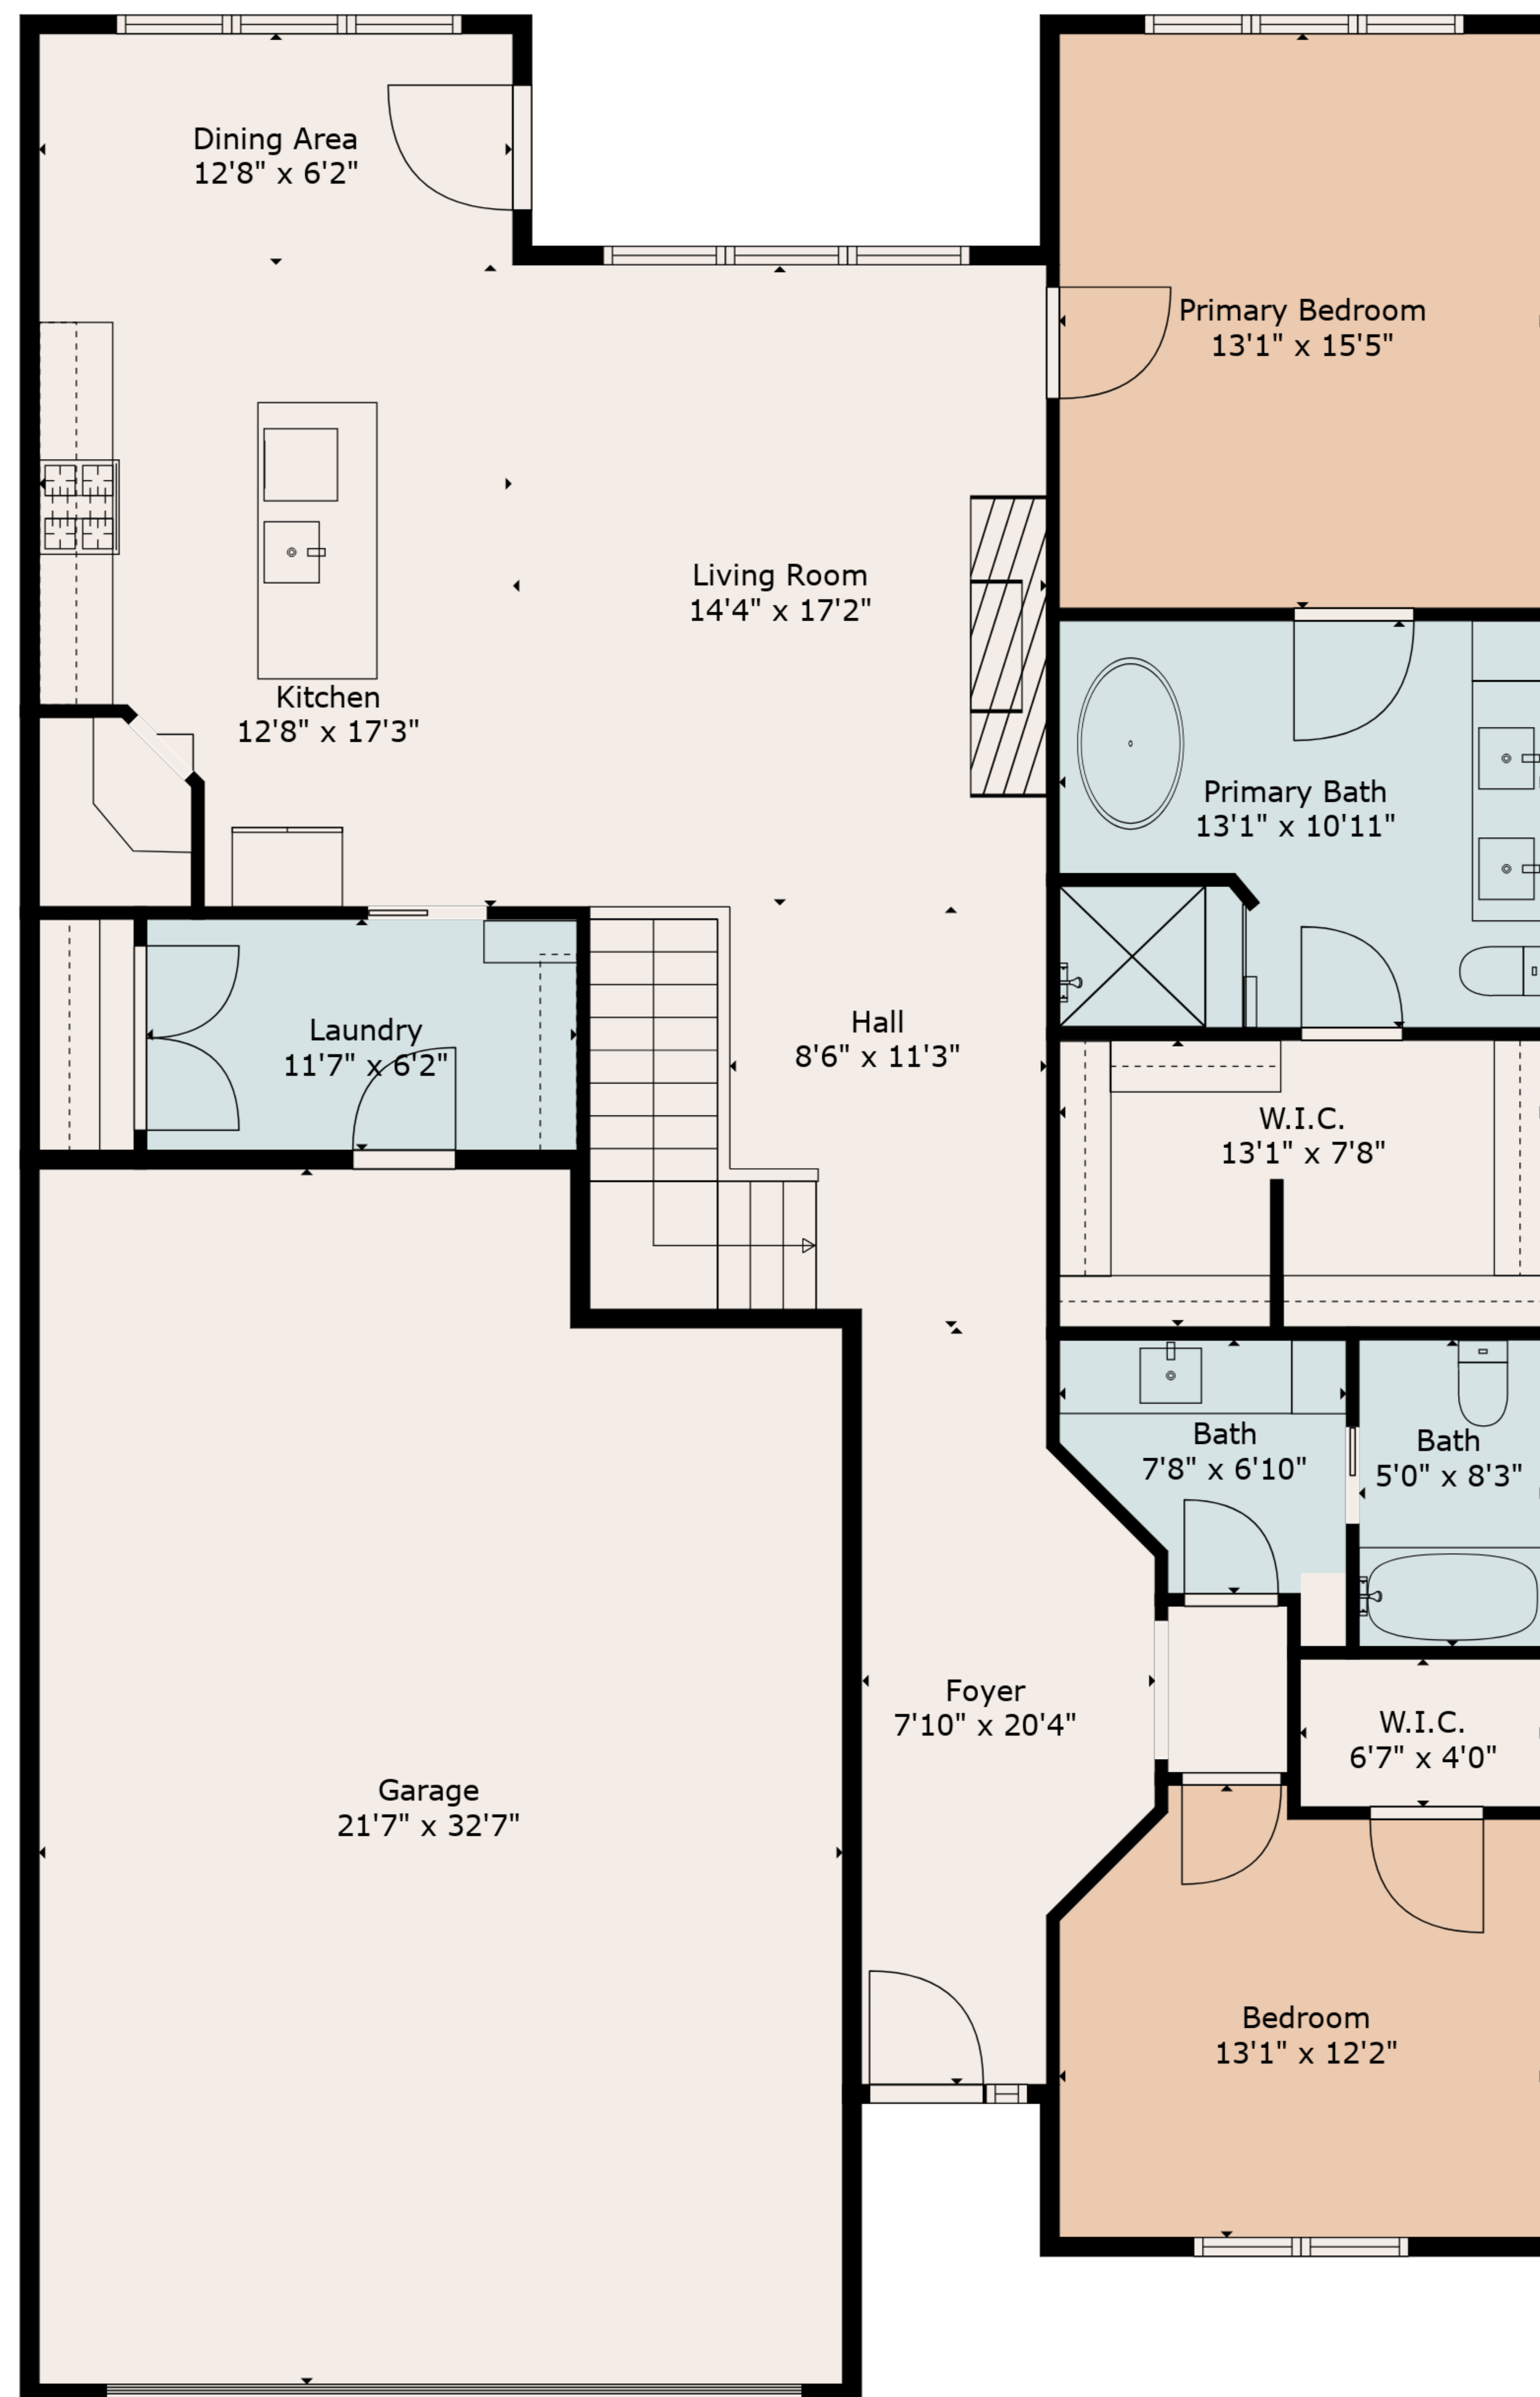 Dining Area
12'8" x 6'2"
Primary Bedroom
13'1" x 15'5"
Living Room
14'4" x 17'2"
Kitchen
12'8" x 17'3"
Primary Bath
13'1" x 10'11"
Laundry
11'7" x 6'2"
Hall
8'6" x 11'3"
W.I.C.
13'1" x 7'8"
Bath
7'8" x 6'10"
Bath
5'0" x 8'3"
Foyer
7'10" x 20'4"
W.I.C.
6'7" x 4'0"
Garage
21'7" x 32'7"
Bedroom
13'1" x 12'2"